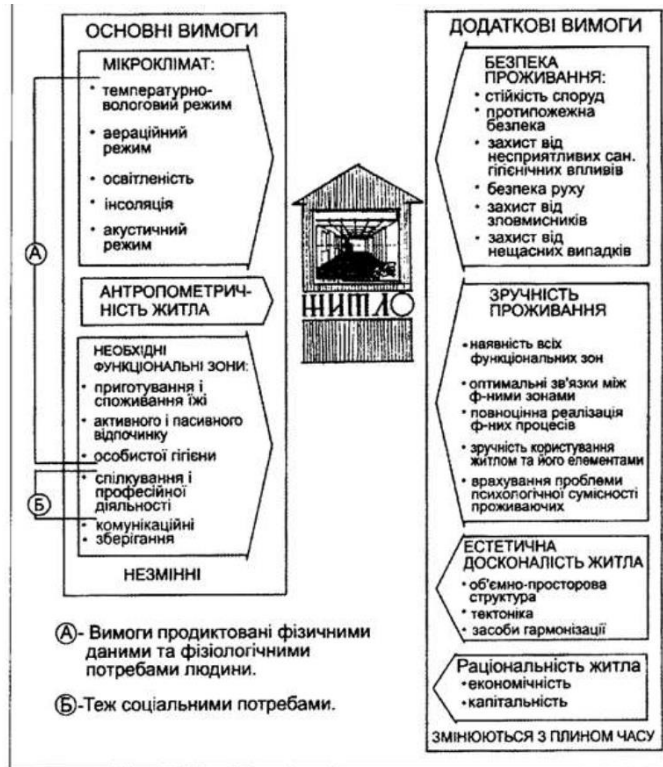 ОСНОВНІ ВИМОГИ
МІКРОКЛІМАТ:
• температурно-
вологовий режим
• аераційний
режим
• освітленість
• інсоляція
• акустичний
режим
А
АНТРОПОМЕТРИЧ-
НІСТЬ ЖИТЛА
НЕОБХІДНІ
ФУНКЦІОНАЛЬНІ ЗОНИ:
• приготування і
споживання їжі
• активного і пасивного
відпочинку
• особистої гігієни
• спілкування і
професійної
діяльності
• комунікаційні
• зберігання
Б
НЕЗМІННІ
ЖИТЛО
ДОДАТКОВІ ВИМОГИ
БЕЗПЕКА
ПРОЖИВАННЯ:
• стійкість споруд
• протипожежна
безпека
• захист від
несприятливих сан.
гігієнічних впливів
• безпека руху
• захист від
зловмисників
• захист від
нещасних випадків
ЗРУЧНІСТЬ
ПРОЖИВАННЯ
• наявність всіх
функціональних зон
• оптимальні зв'язки між
ф-ними зонами
• повноцінна реалізація
ф-них процесів
• зручність користування
житлом та його елементами
• врахування проблеми
психологічної сумісності
проживаючих
ЕСТЕТИЧНА
ДОСКОНАЛІСТЬ ЖИТЛА
• об'ємно-просторова
структура
• тектоніка
• засоби гармонізації
Раціональність житла
• економічність
• капітальність
ЗМІНЮЮТЬСЯ З ПЛИНОМ ЧАСУ
А - Вимоги продиктовані фізичними
даними та фізіологічними
потребами людини.
Б - Теж соціальними потребами.